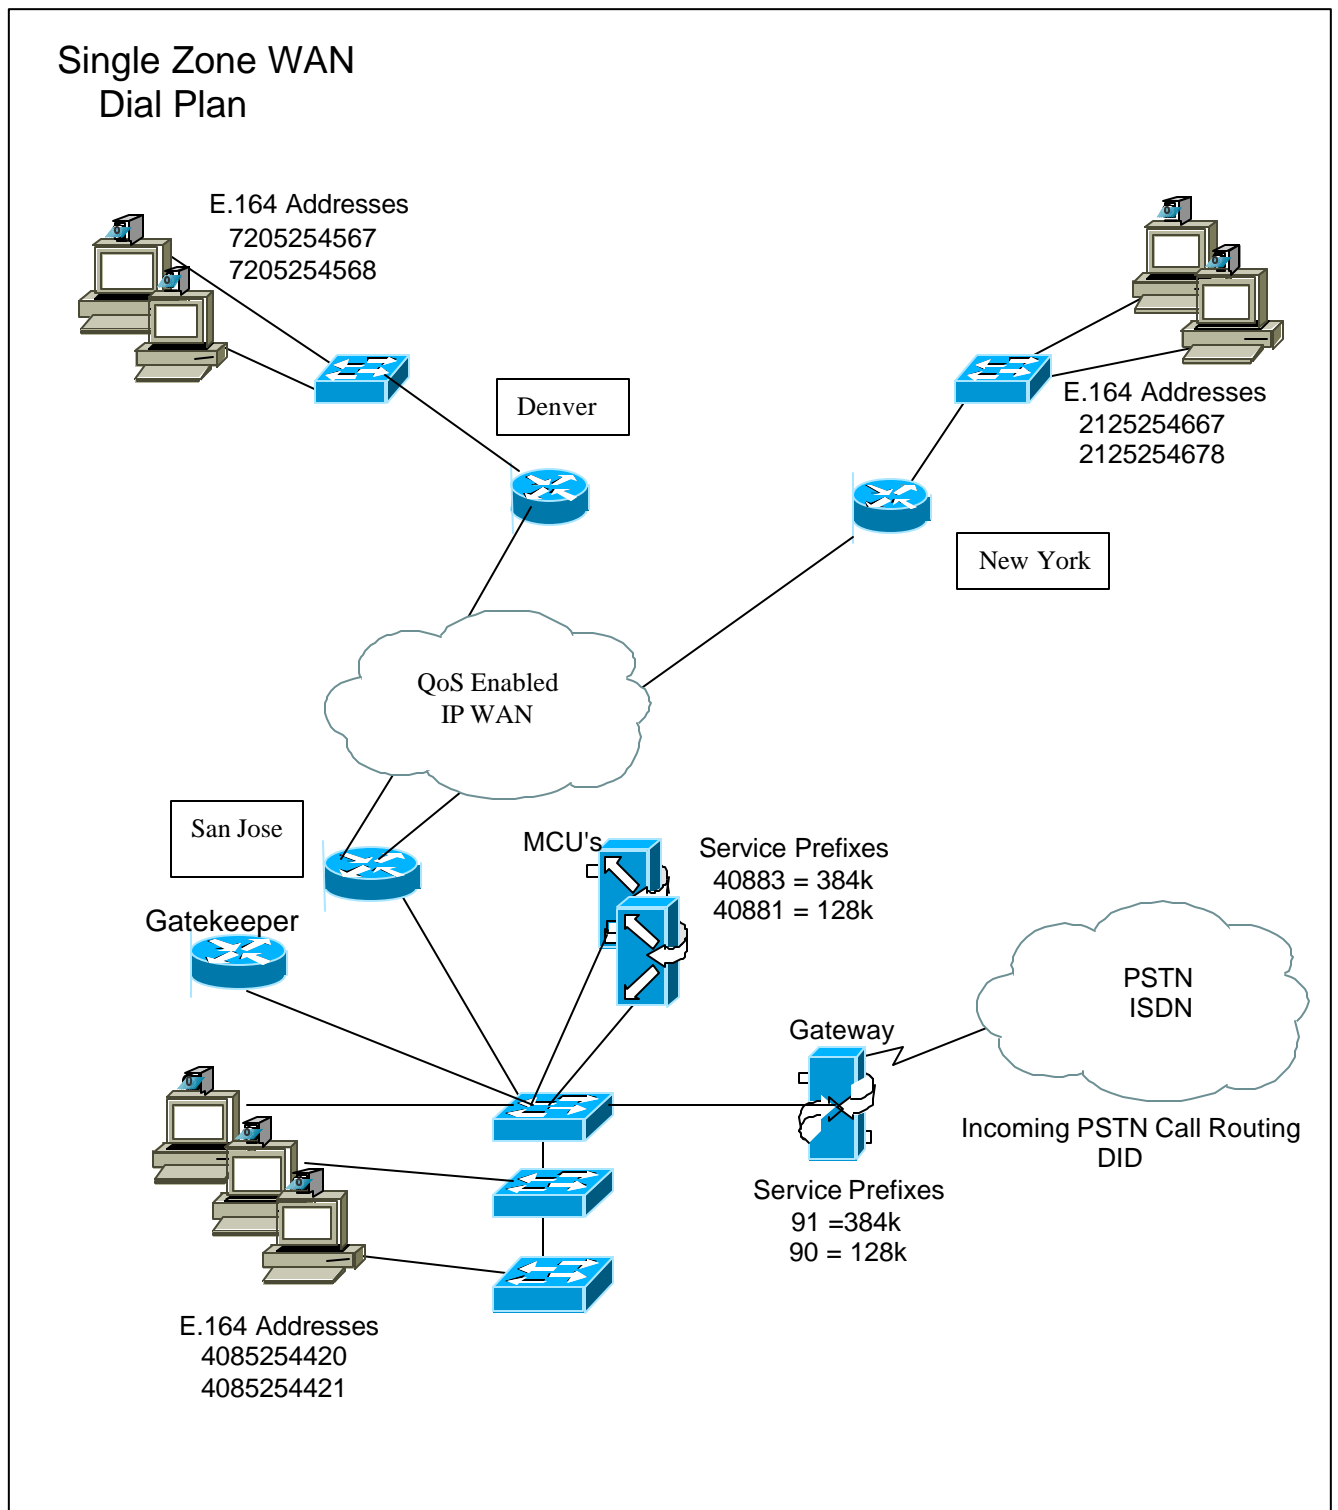 Single Zone WAN
Dial Plan
E.164 Addresses
7205254567
7205254568
E.164 Addresses
2125254667
2125254678
Denver
New York
QoS Enabled
IP WAN
San Jose
MCU's
Service Prefixes
40883 = 384k
40881 = 128k
Gatekeeper
PSTN
ISDN
Gateway
Incoming PSTN Call Routing
DID
Service Prefixes
91 =384k
90 = 128k
E.164 Addresses
4085254420
4085254421